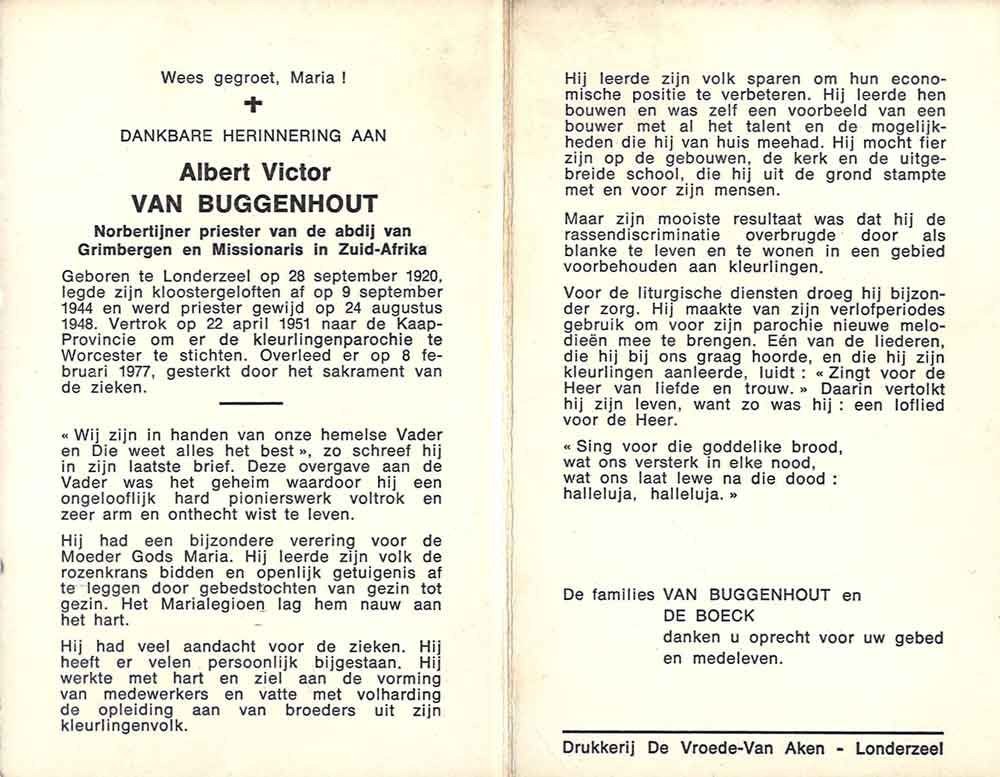 Wees gegroet, Maria !
✝
DANKBARE HERINNERING AAN
Albert Victor
VAN BUGGENHOUT
Norbertijner priester van de abdij van
Grimbergen en Missionaris in Zuid-Afrika
Geboren te Londerzeel op 28 september 1920,
legde zijn kloostergeloften af op 9 september
1944 en werd priester gewijd op 24 augustus
1948. Vertrok op 22 april 1951 naar de Kaap-
Provincie om er de kleurlingenparochie te
Worcester te stichten. Overleed er op 8 fe-
bruari 1977, gesterkt door het sakrament van
de zieken.
« Wij zijn in handen van onze hemelse Vader
en Die weet alles het best », zo schreef hij
in zijn laatste brief. Deze overgave aan de
Vader was het geheim waardoor hij een
ongelooflijk hard pionierswerk voltrok en
zeer arm en onthecht wist te leven.
Hij had een bijzondere verering voor de
Moeder Gods Maria. Hij leerde zijn volk de
rozenkrans bidden en openlijk getuigenis af
te leggen door gebedstochten van gezin tot
gezin. Het Marialegioen lag hem nauw aan
het hart.
Hij had veel aandacht voor de zieken. Hij
heeft er velen persoonlijk bijgestaan. Hij
werkte met hart en ziel aan de vorming
van medewerkers en vatte met volharding
de opleiding aan van broeders uit zijn
kleurlingenvolk.
Hij leerde zijn volk sparen om hun econo-
mische positie te verbeteren. Hij leerde hen
bouwen en was zelf een voorbeeld van een
bouwer met al het talent en de mogelijk-
heden die hij van huis meehad. Hij mocht fier
zijn op de gebouwen, de kerk en de uitge-
breide school, die hij uit de grond stampte
met en voor zijn mensen.
Maar zijn mooiste resultaat was dat hij de
rassendiscriminatie overbrugde door als
blanke te leven en te wonen in een gebied
voorbehouden aan kleurlingen.
Voor de liturgische diensten droeg hij bijzon-
der zorg. Hij maakte van zijn verlofperiodes
gebruik om voor zijn parochie nieuwe melo-
dieën mee te brengen. Eén van de liederen,
die hij bij ons graag hoorde, en die hij zijn
kleurlingen aanleerde, luidt : « Zingt voor de
Heer van liefde en trouw. » Daarin vertolkt
hij zijn leven, want zo was hij : een loflied
voor de Heer.
« Sing voor die goddelike brood,
wat ons versterk in elke nood,
wat ons laat lewe na die dood :
halleluja, halleluja. »
De families VAN BUGGENHOUT en
DE BOECK
danken u oprecht voor uw gebed
en medeleven.
Drukkerij De Vroede-Van Aken - Londerzeel